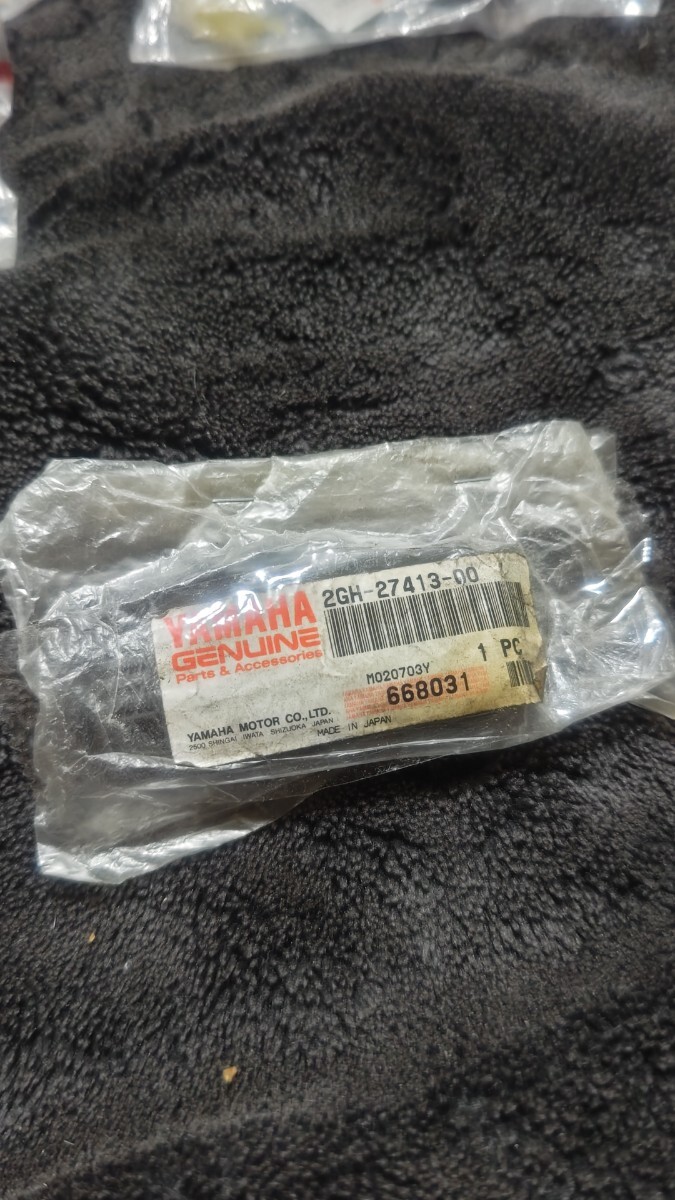 YAMAHA
GENUINE
Parts & Accessories
2GH-27413-00
1 PC
M020703Y
668031
YAMAHA MOTOR CO., LTD.
2500 SHINGAI IWATA SHIZUOKA JAPAN
MADE IN JAPAN